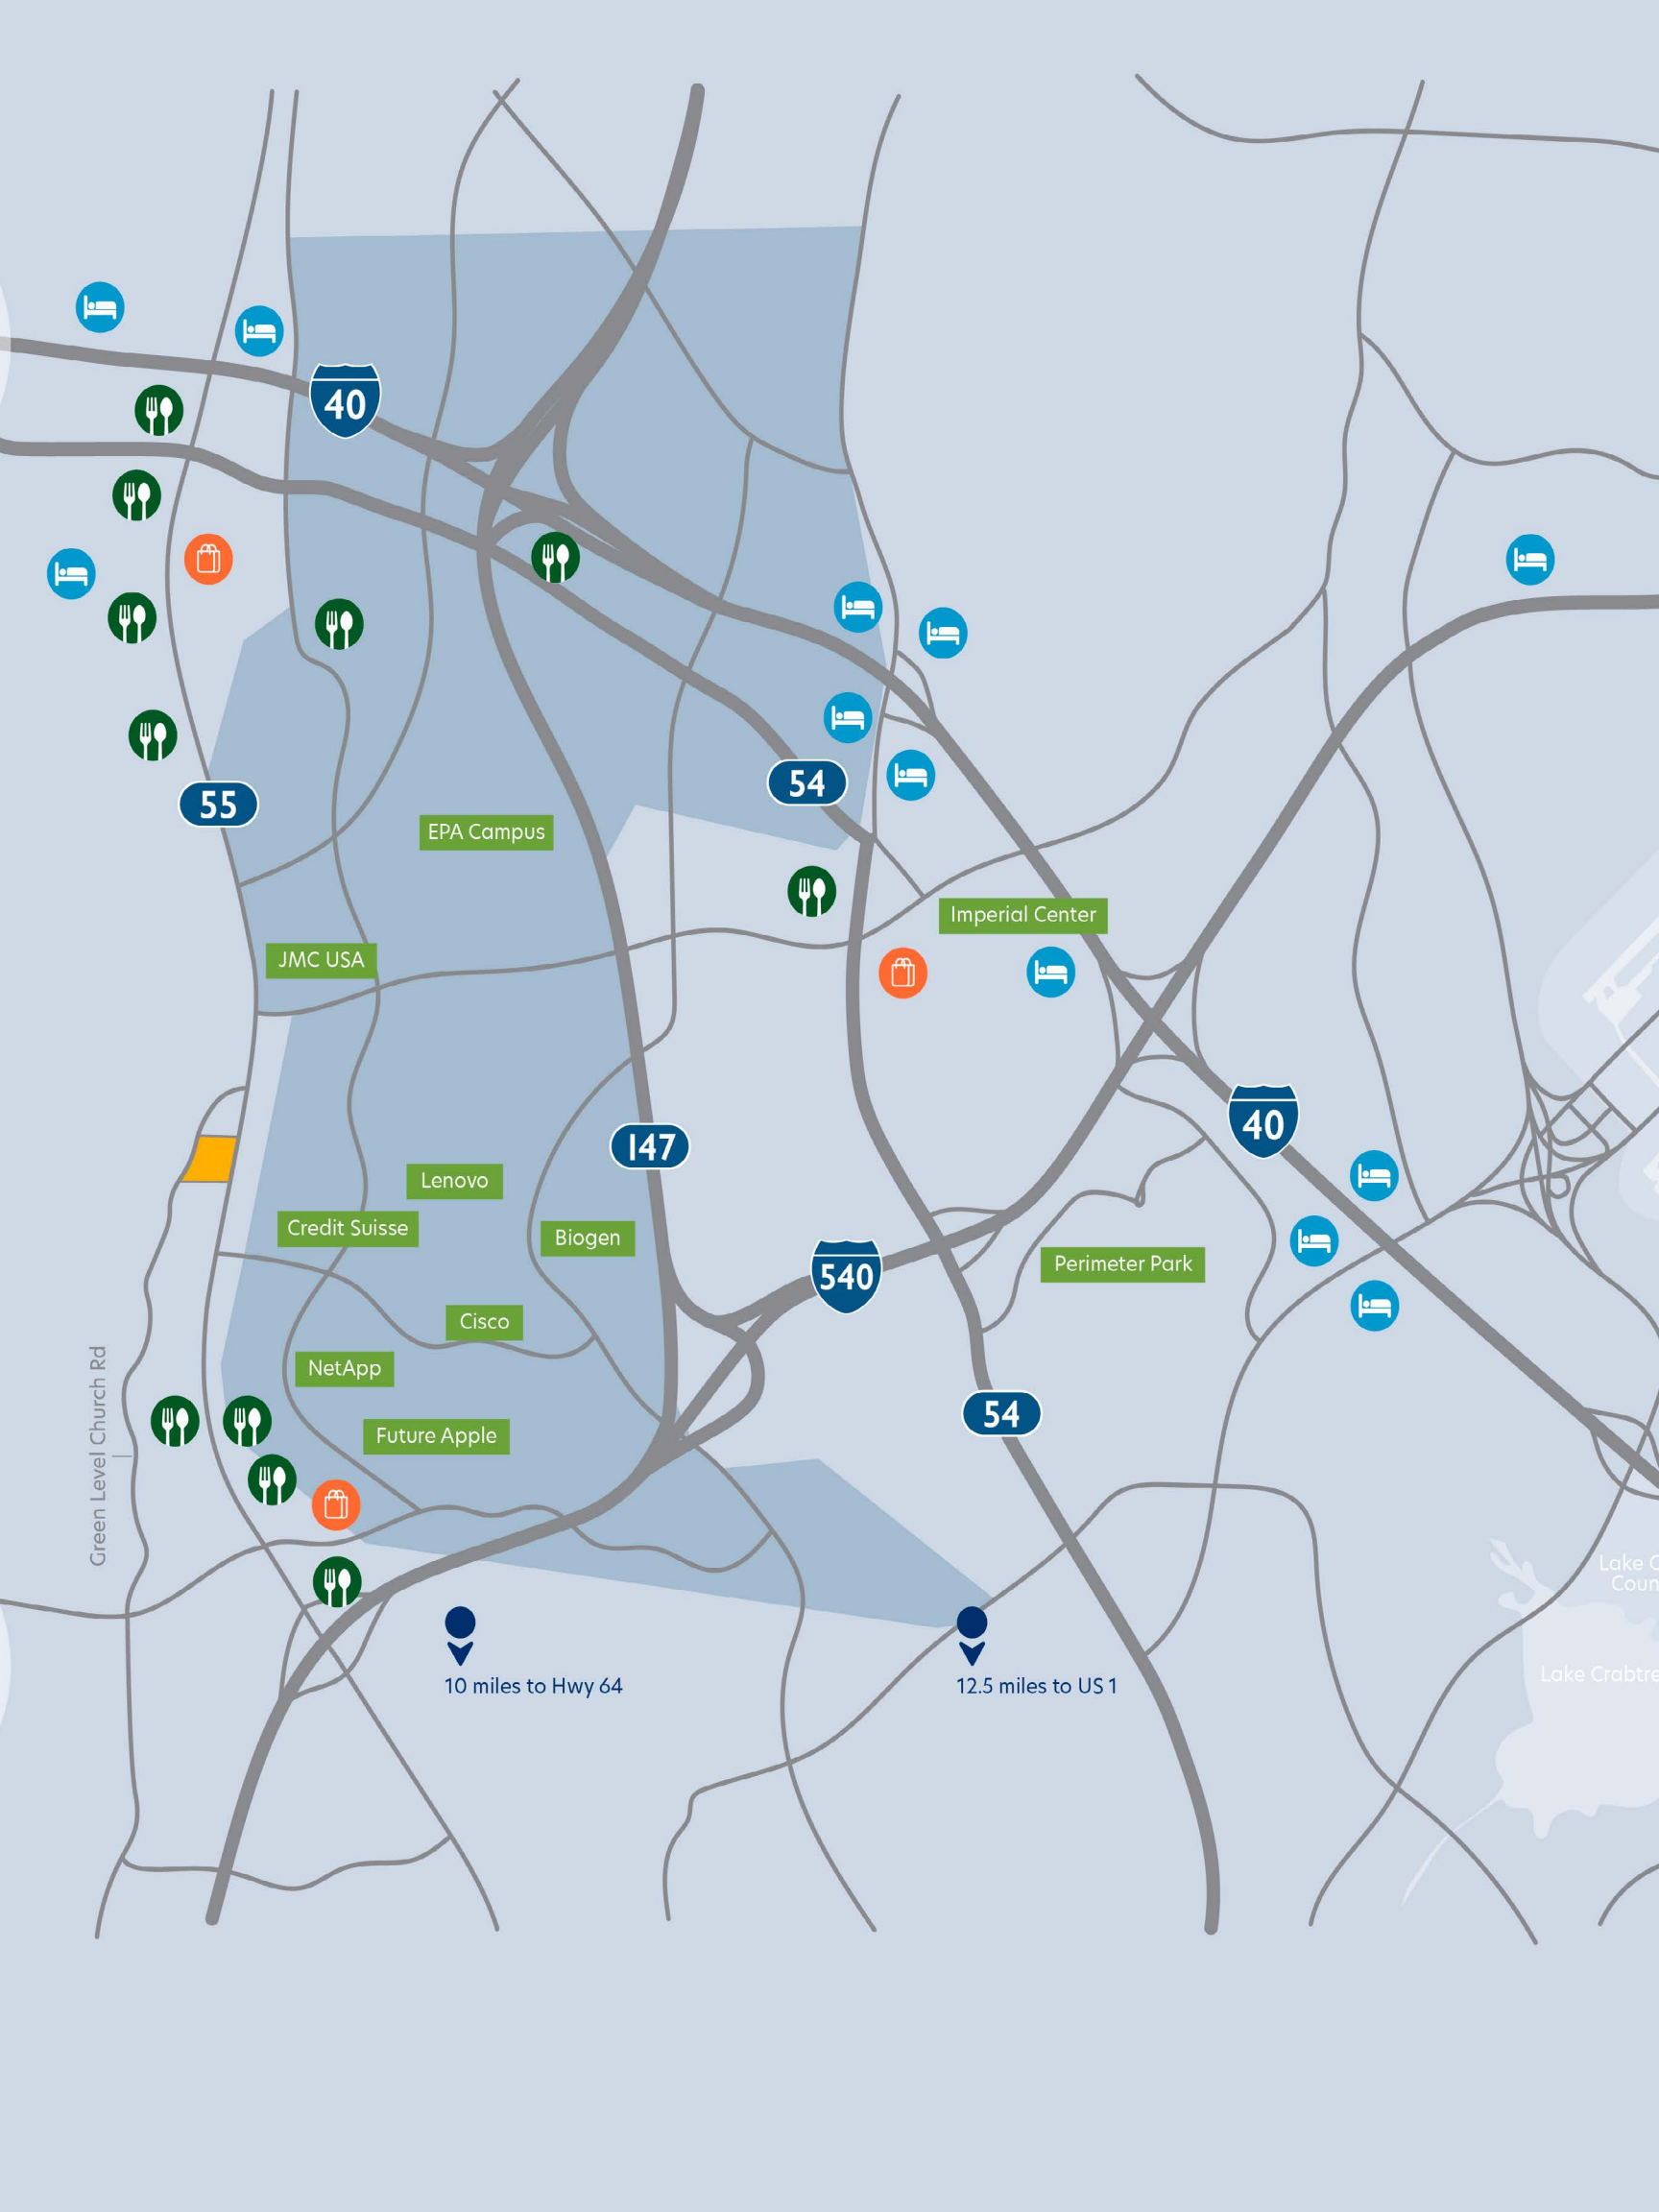 40
54
55
EPA Campus
Imperial Center
JMC USA
40
147
Lenovo
Credit Suisse
Biogen
540
Perimeter Park
Cisco
NetApp
Green Level Church Rd
54
Future Apple
Lake
10 miles to Hwy 64
12.5 miles to US 1
Lake